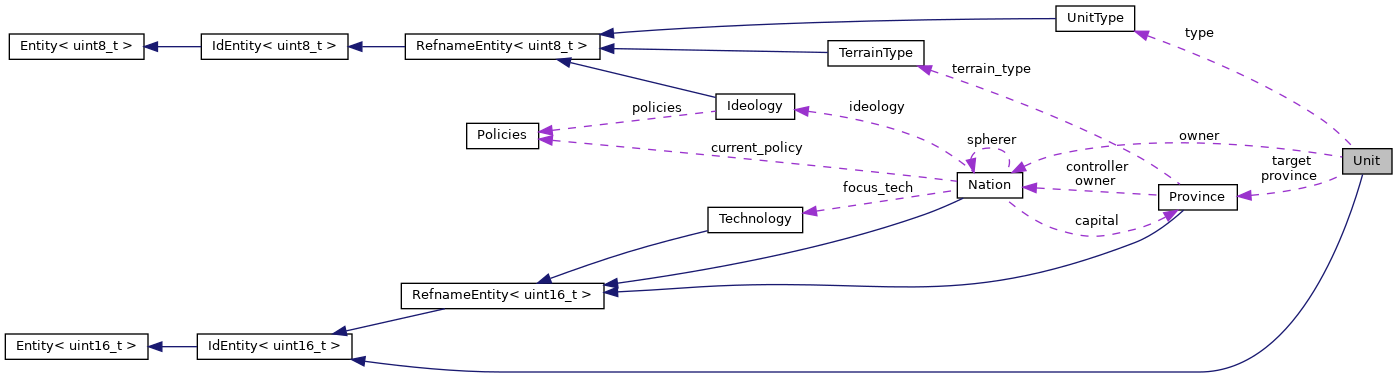 UnitType
type
Entity< uint8_t >
IdEntity< uint8_t >
RefnameEntity< uint8_t >
TerrainType
terrain_type
Ideology
policies
ideology
Policies
current_policy
spherer
owner
Unit
controller
owner
target
province
Nation
focus_tech
Province
Technology
capital
RefnameEntity< uint16_t >
Entity< uint16_t >
IdEntity< uint16_t >